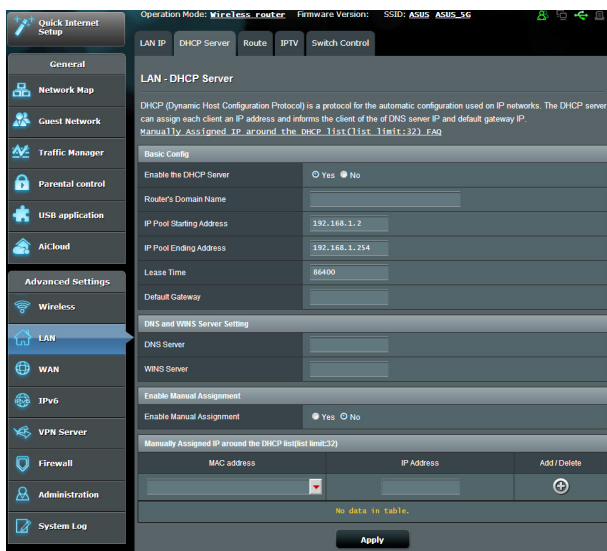 Quick Internet Setup
Operation Mode: Wireless router Firmware Version: SSID: ASUS ASUS_5G
LAN IP DHCP Server Route IPTV Switch Control
General
Network Map
Guest Network
Traffic Manager
Parental control
USB application
AiCloud
Advanced Settings
Wireless
LAN
WAN
IPv6
VPN Server
Firewall
Administration
System Log
LAN - DHCP Server
DHCP (Dynamic Host Configuration Protocol) is a protocol for the automatic configuration used on IP networks. The DHCP server
can assign each client an IP address and informs the client of the of DNS server IP and default gateway IP.
Manually Assigned IP around the DHCP list(list limit:32) FAQ
Basic Config
Enable the DHCP Server Yes No
Router's Domain Name
IP Pool Starting Address 192.168.1.2
IP Pool Ending Address 192.168.1.254
Lease Time 86400
Default Gateway
DNS and WINS Server Setting
DNS Server
WINS Server
Enable Manual Assignment
Enable Manual Assignment Yes No
Manually Assigned IP around the DHCP list(list limit:32)
MAC address IP Address Add / Delete
No data in table.
Apply